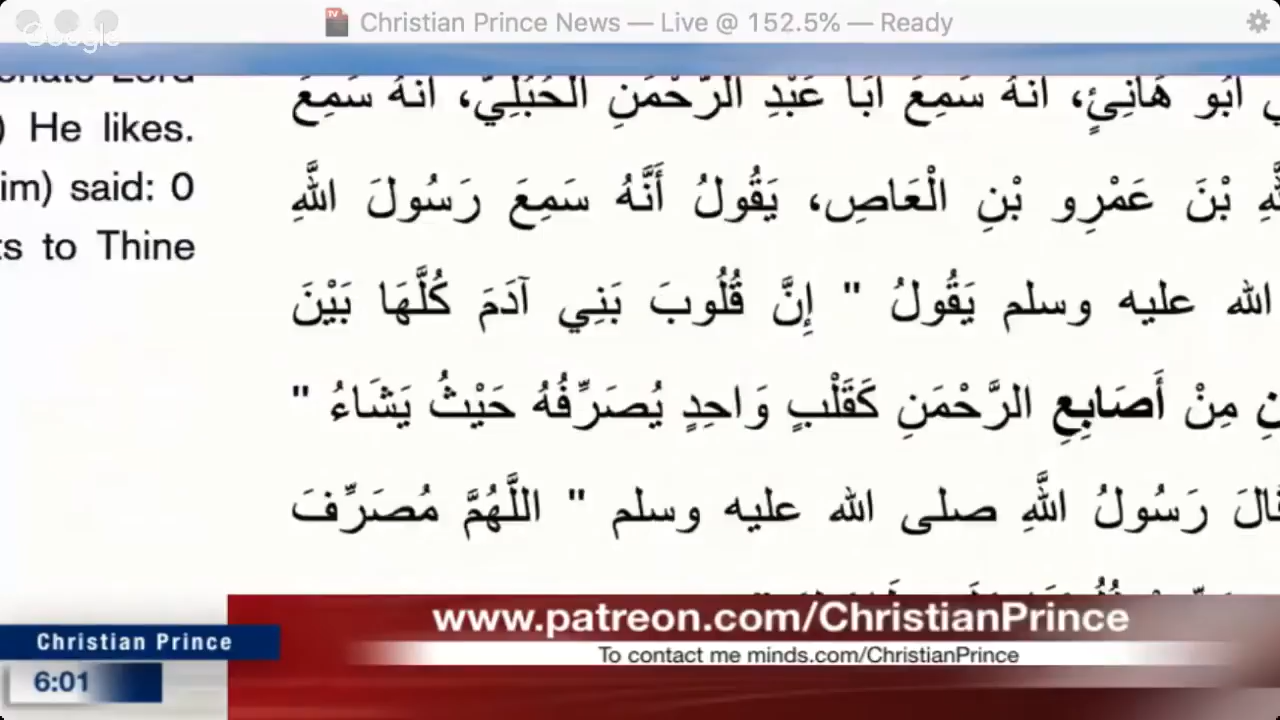 Christian Prince News — Live @ 152.5% — Ready
Google
Lord
) He likes.
im) said: 0
ts to Thine
أَبُو هَانِئٍ، أَنَّهُ سَمِعَ أَبَا عَبْدِ الرَّحْمَنِ الْحُبُلِيَّ، أَنَّهُ سَمِعَ
بْنَ عَمْرِو بْنِ الْعَاصِ، يَقُولُ أَنَّهُ سَمِعَ رَسُولَ اللَّهِ
الله عليه وسلم يَقُولُ " إِنَّ قُلُوبَ بَنِي آدَمَ كُلَّهَا بَيْنَ
مِنْ أَصَابِعِ الرَّحْمَنِ كَقَلْبٍ وَاحِدٍ يُصَرِّفُهُ حَيْثُ يَشَاءُ "
قَالَ رَسُولُ اللَّهِ صلى الله عليه وسلم " اللَّهُمَّ مُصَرِّفَ
www.patreon.com/ChristianPrince
To contact me minds.com/ChristianPrince
Christian Prince
6:01